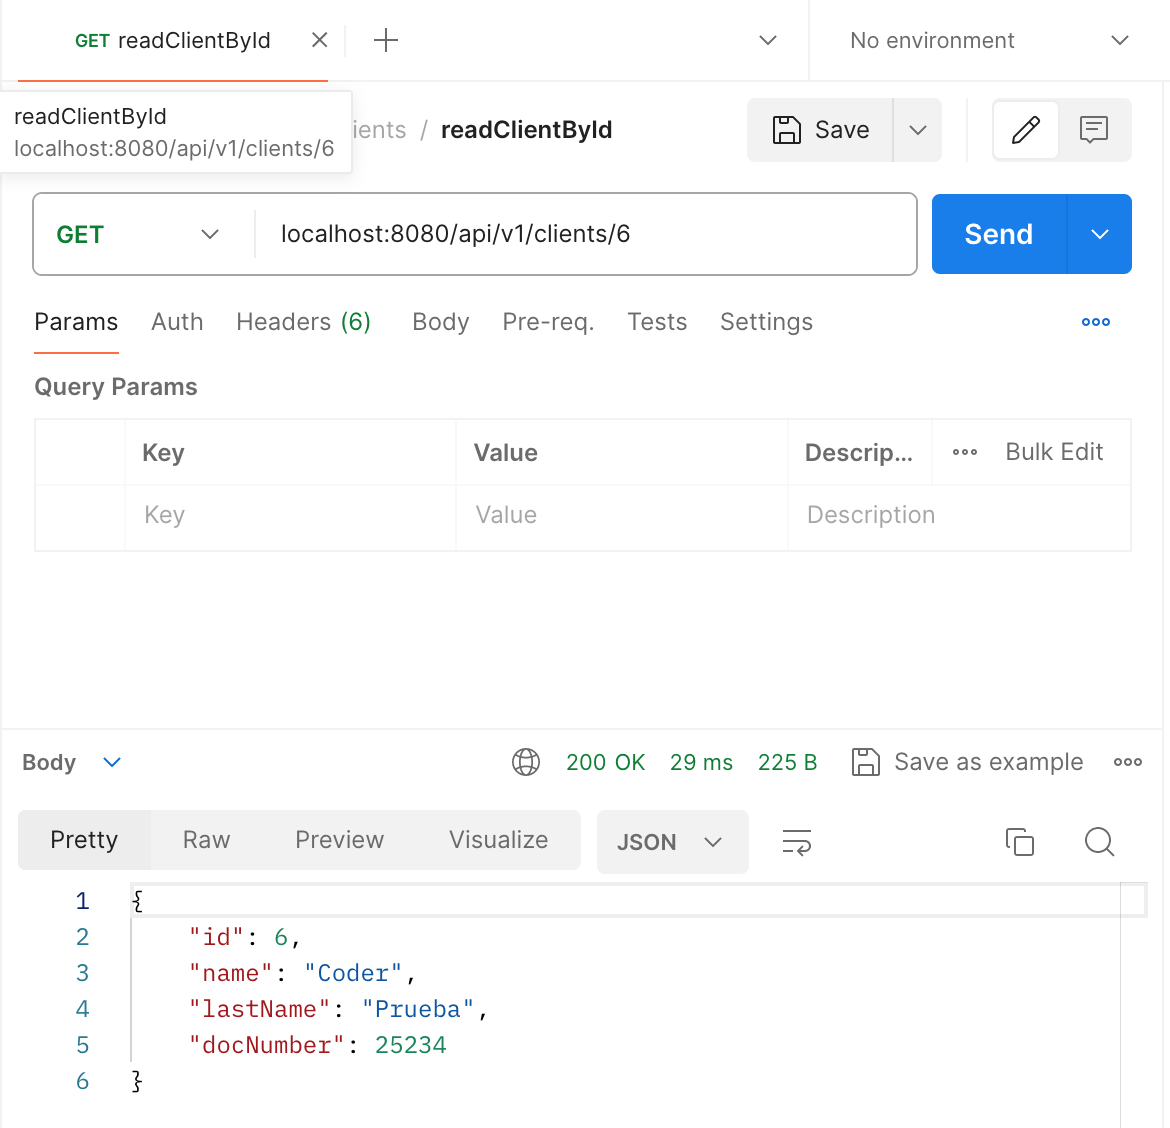 GET readClientById
No environment
readClientById
localhost:8080/api/v1/clients/6
ients / readClientById
Save
GET localhost:8080/api/v1/clients/6 Send
Params Auth Headers (6) Body Pre-req. Tests Settings
Query Params
Key Value Descrip... Bulk Edit
Key Value Description
Body 200 OK 29 ms 225 B Save as example
Pretty Raw Preview Visualize JSON
1 {
2 "id": 6,
3 "name": "Coder",
4 "lastName": "Prueba",
5 "docNumber": 25234
6 }